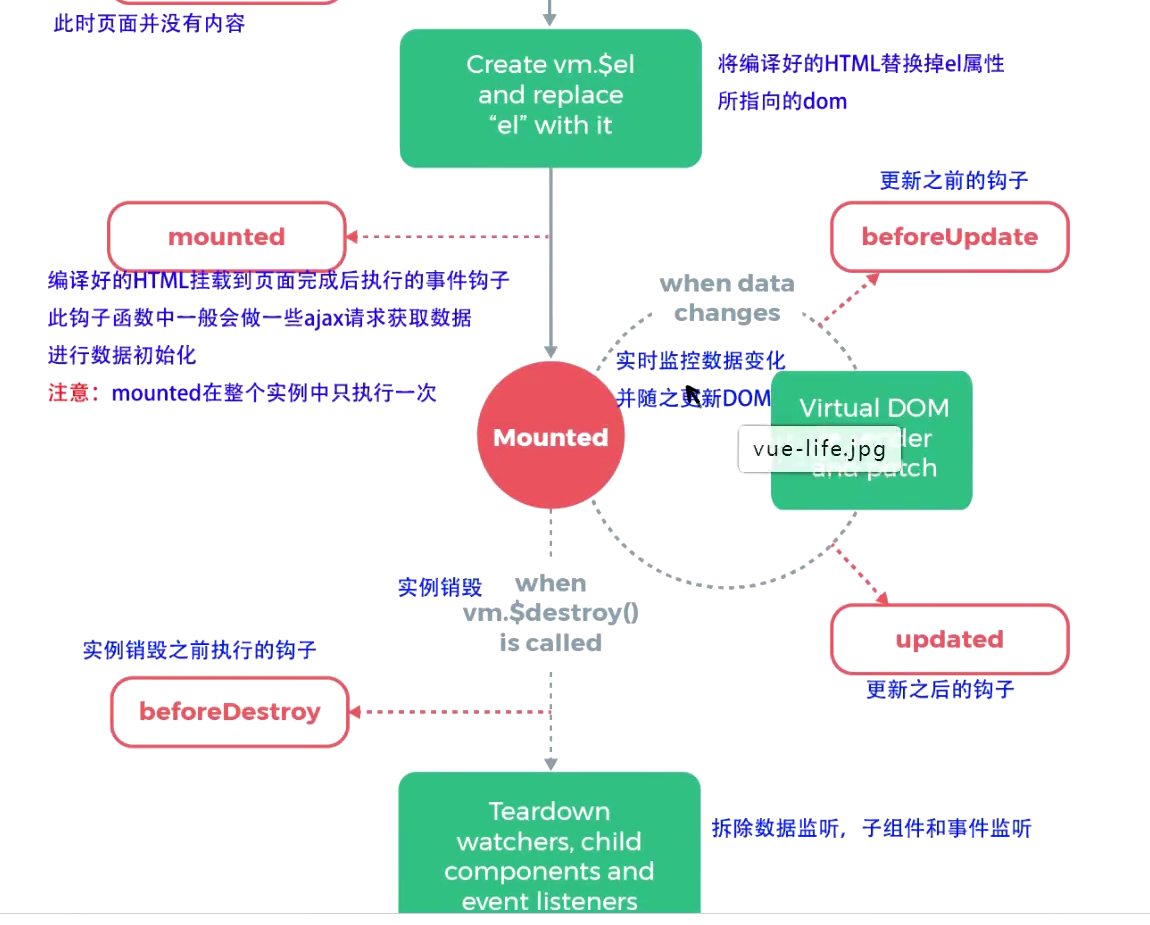 此时页面并没有内容
Create vm.$el
and replace
“el” with it
将编译好的HTML替换掉el属性
所指向的dom
更新之前的钩子
mounted
beforeUpdate
编译好的HTML挂载到页面完成后执行的事件钩子
此钩子函数中一般会做一些ajax请求获取数据
进行数据初始化
注意：mounted在整个实例中只执行一次
when data
changes
实时监控数据变化
并随之更新DOM
Mounted
Virtual DOM
and patch
vue-life.jpg
实例销毁
when
vm.$destroy()
is called
updated
更新之后的钩子
实例销毁之前执行的钩子
beforeDestroy
Teardown
watchers, child
components and
event listeners
拆除数据监听，子组件和事件监听